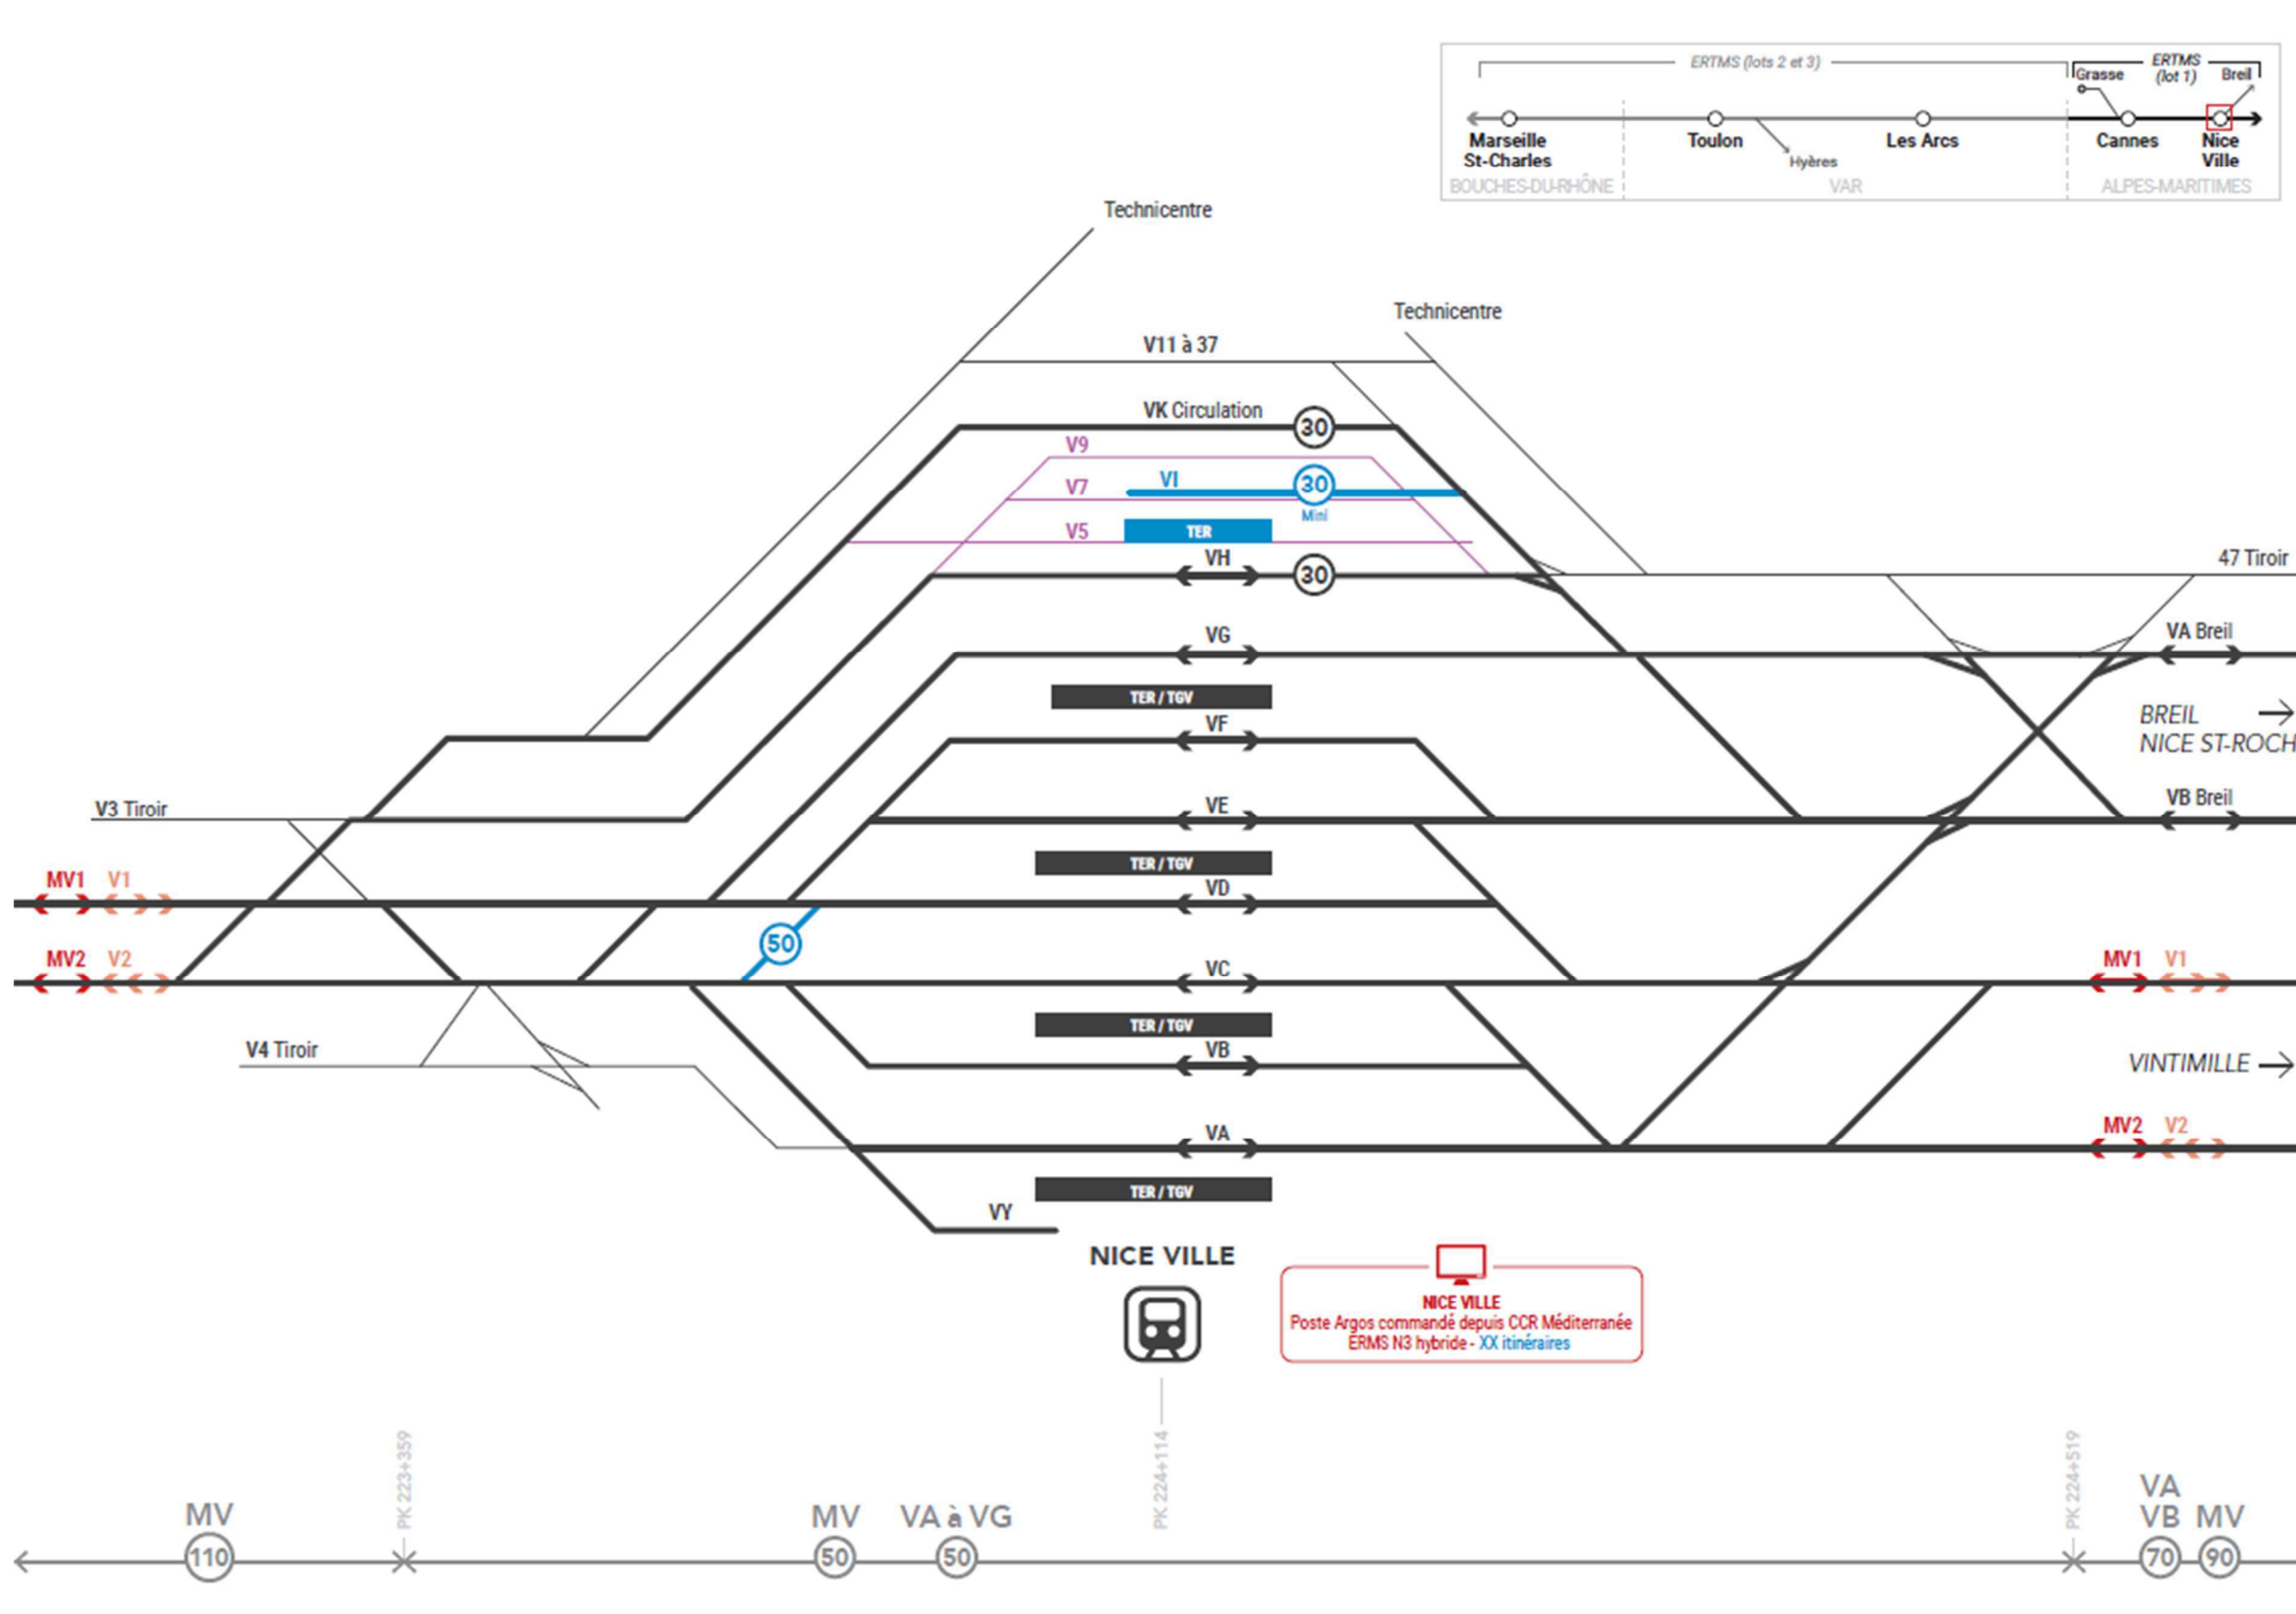 ERTMS (lots 2 et 3)
ERTMS
(lot 1)
Grasse
Breil
Marseille
St-Charles
Toulon
Hyères
Les Arcs
Cannes
Nice
Ville
BOUCHES-DU-RHÔNE
VAR
ALPES-MARITIMES
Technicentre
Technicentre
V11 à 37
VK Circulation
30
V9
VI
30
V7
Mini
V5
TER
VH
30
47 Tiroir
VG
VA Breil
TER / TGV
BREIL
NICE ST-ROCH
VF
V3 Tiroir
VE
VB Breil
TER / TGV
MV1 V1
VD
50
MV2 V2
VC
MV1 V1
TER / TGV
V4 Tiroir
VB
VINTIMILLE
VA
MV2 V2
TER / TGV
VY
NICE VILLE
NICE VILLE
Poste Argos commandé depuis CCR Méditerranée
ERMS N3 hybride - XX itinéraires
PK 223+359
PK 224+114
PK 224+519
MV
110
MV
50
VA à VG
50
VA
VB
70
MV
90